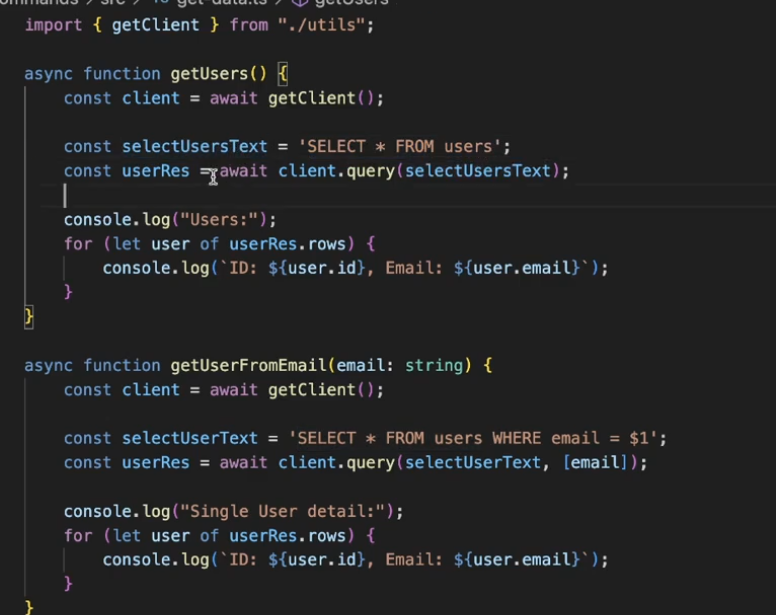 ommands > src > get-data.ts > getUsers
import { getClient } from "./utils";
async function getUsers() {
const client = await getClient();
const selectUsersText = 'SELECT * FROM users';
const userRes = await client.query(selectUsersText);
console.log("Users:");
for (let user of userRes.rows) {
console.log(`ID: ${user.id}, Email: ${user.email}`);
}
}
async function getUserFromEmail(email: string) {
const client = await getClient();
const selectUserText = 'SELECT * FROM users WHERE email = $1';
const userRes = await client.query(selectUserText, [email]);
console.log("Single User detail:");
for (let user of userRes.rows) {
console.log(`ID: ${user.id}, Email: ${user.email}`);
}
}